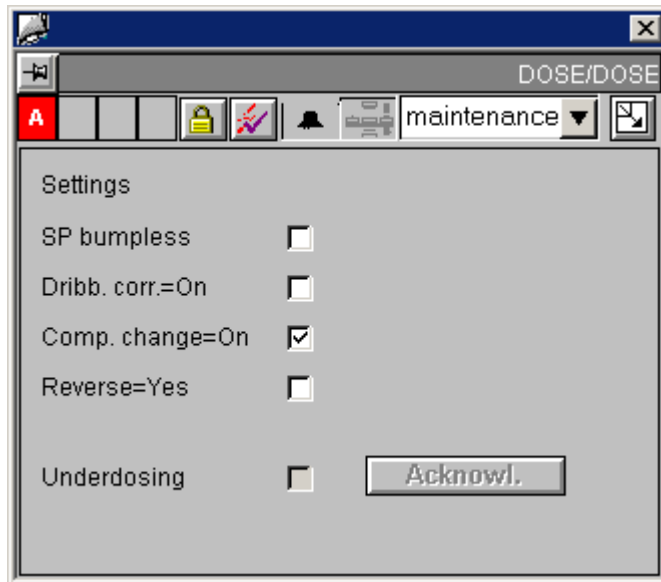 DOSE/DOSE
A
maintenance
Settings
SP bumpless
Dribb. corr.=On
Comp. change=On
Reverse=Yes
Underdosing Acknowl.